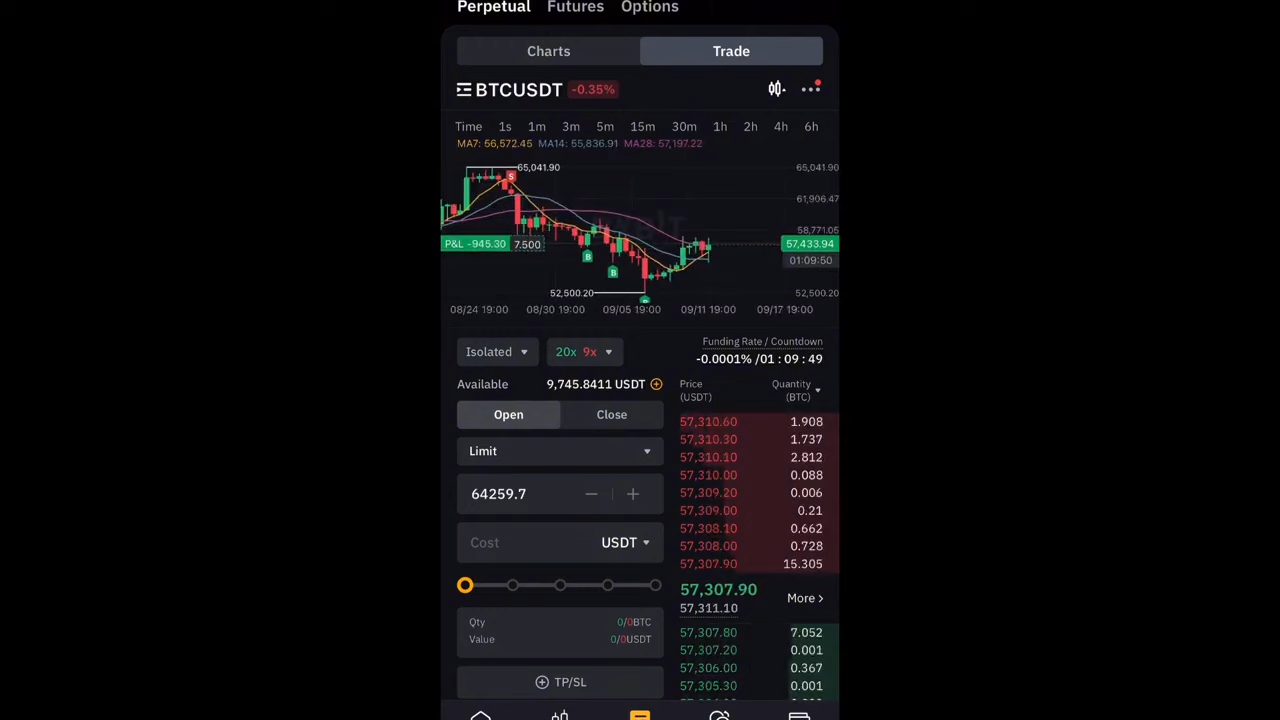 Perpetual Futures Options
Charts Trade
BTCUSDT -0.35%
Time 1s 1m 3m 5m 15m 30m 1h 2h 4h 6h
MA7: 56,572.45 MA14: 55,836.91 MA28: 57,197.22
65,041.90 65,041.90
S
61,906.47
58,771.05
P&L -945.30 7.500 57,433.94
B
01:09:50
B
52,500.20 52,500.20
08/24 19:00 08/30 19:00 09/05 19:00 09/11 19:00 09/17 19:00
Isolated 20x 9x
Funding Rate / Countdown
-0.0001% /01 : 09 : 49
Available 9,745.8411 USDT
Open Close
Limit
64259.7
Cost USDT
Qty 0/0BTC
Value 0/0USDT
TP/SL
Price Quantity
(USDT) (BTC)
57,310.60 1.908
57,310.30 1.737
57,310.10 2.812
57,310.00 0.088
57,309.20 0.006
57,309.00 0.21
57,308.10 0.662
57,308.00 0.728
57,307.90 15.305
57,307.90
57,311.10
More >
57,307.80 7.052
57,307.20 0.001
57,306.00 0.367
57,305.30 0.001